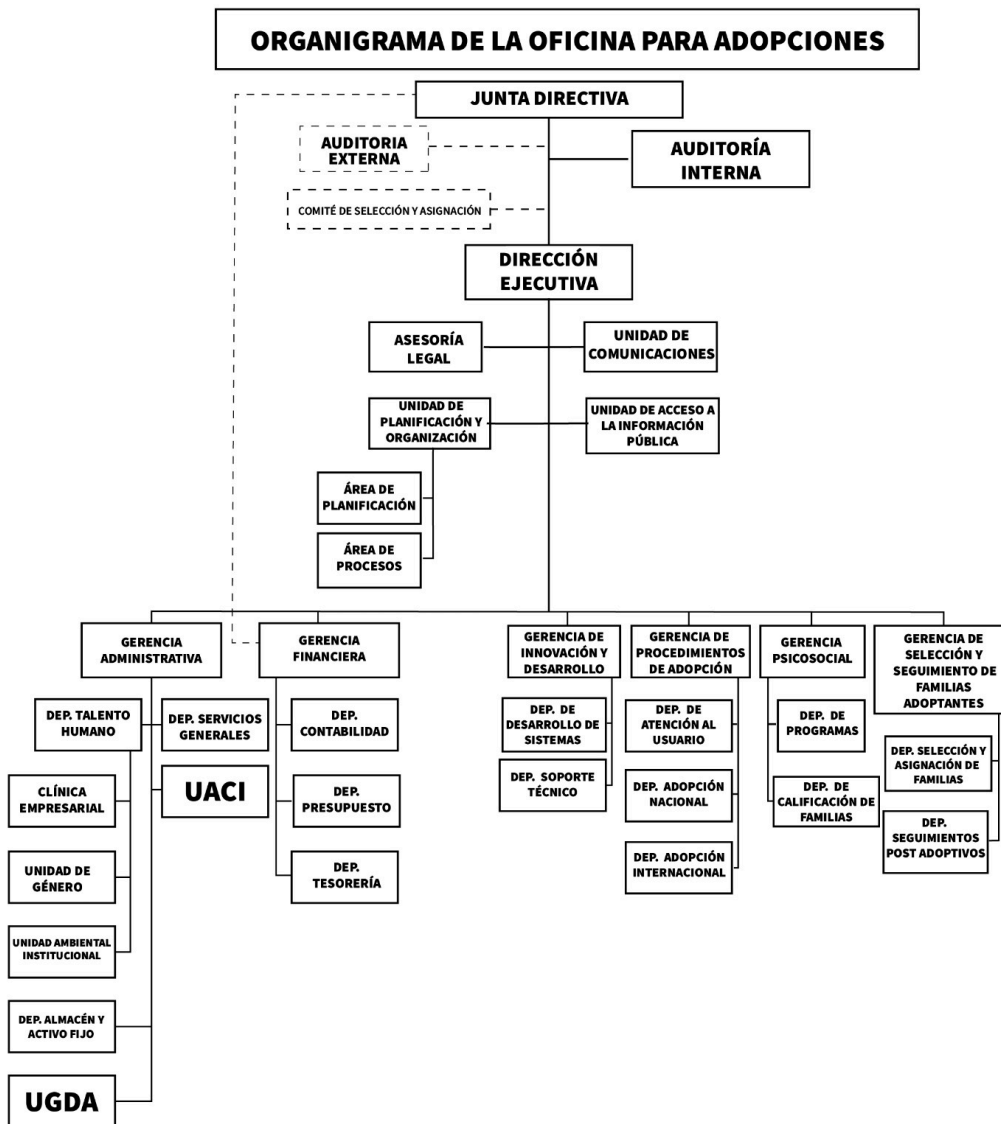 ORGANIGRAMA DE LA OFICINA PARA ADOPCIONES
JUNTA DIRECTIVA
AUDITORIA
EXTERNA
AUDITORÍA
INTERNA
COMITÉ DE SELECCIÓN Y ASIGNACIÓN
DIRECCIÓN
EJECUTIVA
ASESORÍA
LEGAL
UNIDAD DE
COMUNICACIONES
UNIDAD DE
PLANIFICACIÓN Y
ORGANIZACIÓN
UNIDAD DE ACCESO A
LA INFORMACIÓN
PÚBLICA
ÁREA DE
PLANIFICACIÓN
ÁREA DE
PROCESOS
GERENCIA
ADMINISTRATIVA
GERENCIA
FINANCIERA
GERENCIA DE
INNOVACIÓN Y
DESARROLLO
GERENCIA DE
PROCEDIMIENTOS
DE ADOPCIÓN
GERENCIA
PSICOSOCIAL
GERENCIA DE
SELECCIÓN Y
SEGUIMIENTO DE
FAMILIAS
ADOPTANTES
DEP. TALENTO
HUMANO
DEP. SERVICIOS
GENERALES
DEP.
CONTABILIDAD
DEP. DE
DESARROLLO DE
SISTEMAS
DEP. DE
ATENCIÓN AL
USUARIO
DEP. DE
PROGRAMAS
DEP. SELECCIÓN Y
ASIGNACIÓN DE
FAMILIAS
CLÍNICA
EMPRESARIAL
UACI
DEP.
PRESUPUESTO
DEP. SOPORTE
TÉCNICO
DEP. ADOPCIÓN
NACIONAL
DEP. DE
CALIFICACIÓN DE
FAMILIAS
DEP.
SEGUIMIENTOS
POST ADOPTIVOS
UNIDAD DE
GÉNERO
DEP.
TESORERÍA
DEP. ADOPCIÓN
INTERNACIONAL
UNIDAD AMBIENTAL
INSTITUCIONAL
DEP. ALMACÉN Y
ACTIVO FIJO
UGDA